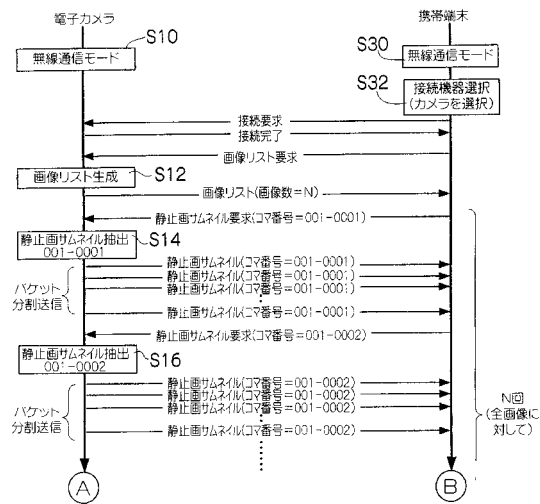 電子カメラ
携帯端末
S10
無線通信モード
S30
無線通信モード
S32
接続機器選択
(カメラを選択)
接続要求
接続完了
画像リスト要求
画像リスト生成
S12
画像リスト(画像数=N)
静止画サムネイル要求(コマ番号=001-0001)
静止画サムネイル抽出
001-0001
S14
静止画サムネイル(コマ番号=001-0001)
静止画サムネイル(コマ番号=001-0001)
静止画サムネイル(コマ番号=001-0001)
パケット
分割送信
静止画サムネイル(コマ番号=001-0001)
静止画サムネイル要求(コマ番号=001-0002)
静止画サムネイル抽出
001-0002
S16
静止画サムネイル(コマ番号=001-0002)
静止画サムネイル(コマ番号=001-0002)
静止画サムネイル(コマ番号=001-0002)
パケット
分割送信
静止画サムネイル(コマ番号=001-0002)
N回
(全画像に
対して)
A
B